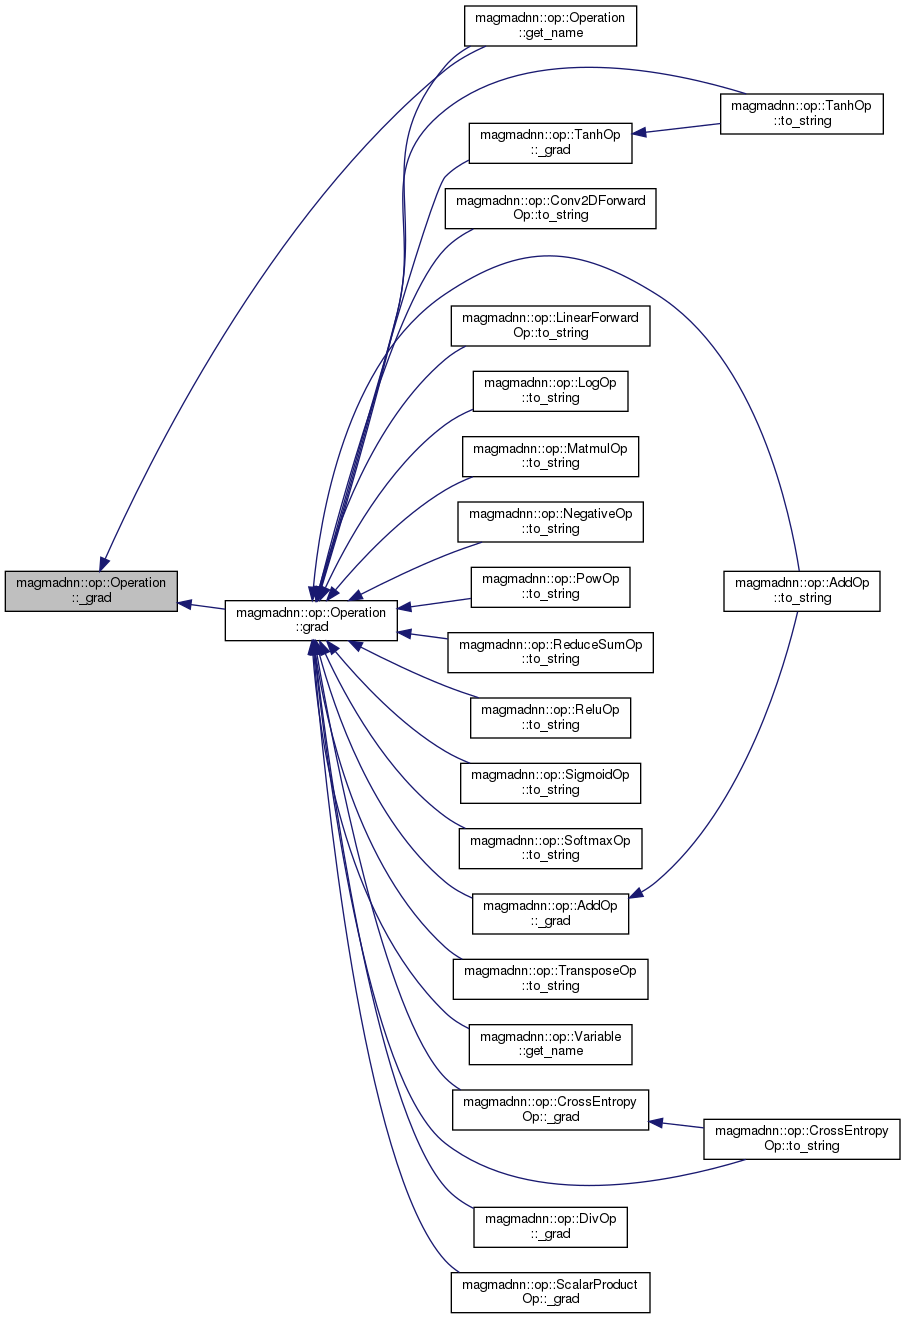 magmadnn::op::Operation
::get_name
magmadnn::op::TanhOp
::to_string
magmadnn::op::TanhOp
::_grad
magmadnn::op::Conv2DForward
Op::to_string
magmadnn::op::LinearForward
Op::to_string
magmadnn::op::LogOp
::to_string
magmadnn::op::MatmulOp
::to_string
magmadnn::op::NegativeOp
::to_string
magmadnn::op::PowOp
::to_string
magmadnn::op::AddOp
::to_string
magmadnn::op::Operation
::_grad
magmadnn::op::Operation
::grad
magmadnn::op::ReduceSumOp
::to_string
magmadnn::op::ReluOp
::to_string
magmadnn::op::SigmoidOp
::to_string
magmadnn::op::SoftmaxOp
::to_string
magmadnn::op::AddOp
::_grad
magmadnn::op::TransposeOp
::to_string
magmadnn::op::Variable
::get_name
magmadnn::op::CrossEntropy
Op::_grad
magmadnn::op::CrossEntropy
Op::to_string
magmadnn::op::DivOp
::_grad
magmadnn::op::ScalarProduct
Op::_grad